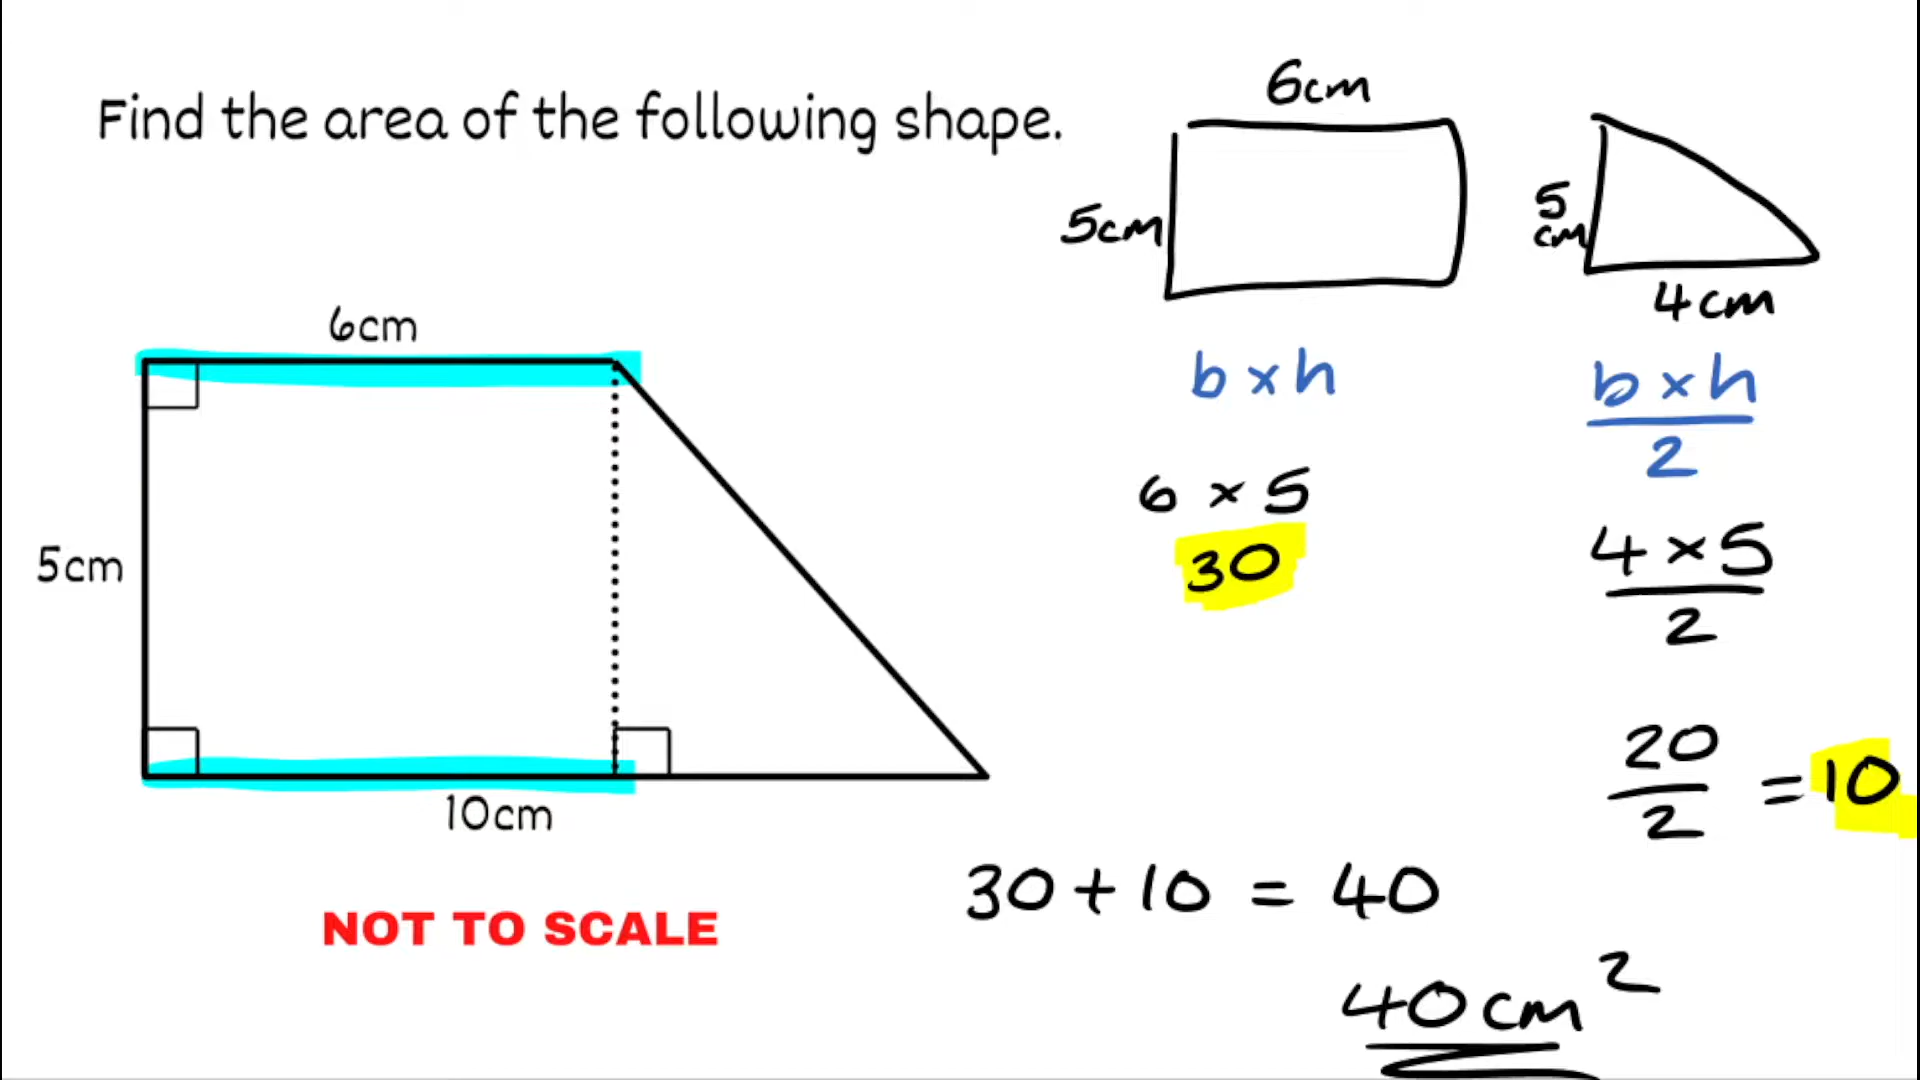 Find the area of the following shape.
6cm
5cm
10cm
NOT TO SCALE
6cm
5cm
b x h
6 x 5
30
5
cm
4cm
b x h
2
4 x 5
2
20
2
= 10
30 + 10 = 40
40cm²